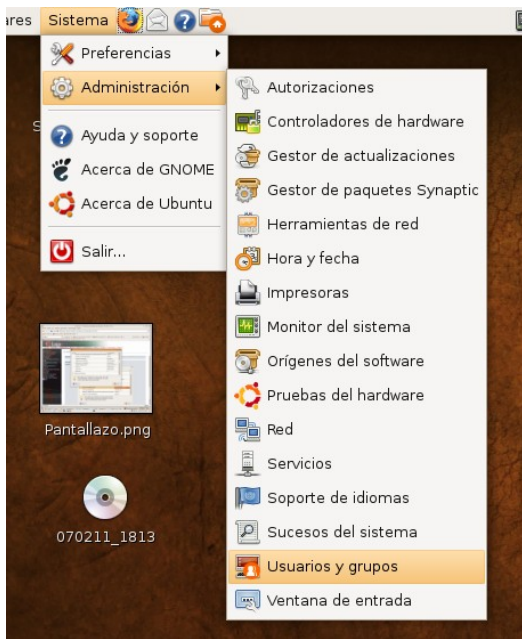 ares Sistema
Preferencias
Administración
Ayuda y soporte
Acerca de GNOME
Acerca de Ubuntu
Salir...
Autorizaciones
Controladores de hardware
Gestor de actualizaciones
Gestor de paquetes Synaptic
Herramientas de red
Hora y fecha
Impresoras
Monitor del sistema
Orígenes del software
Pruebas del hardware
Red
Servicios
Soporte de idiomas
Sucesos del sistema
Usuarios y grupos
Ventana de entrada
S
Pantallazo.png
070211_1813